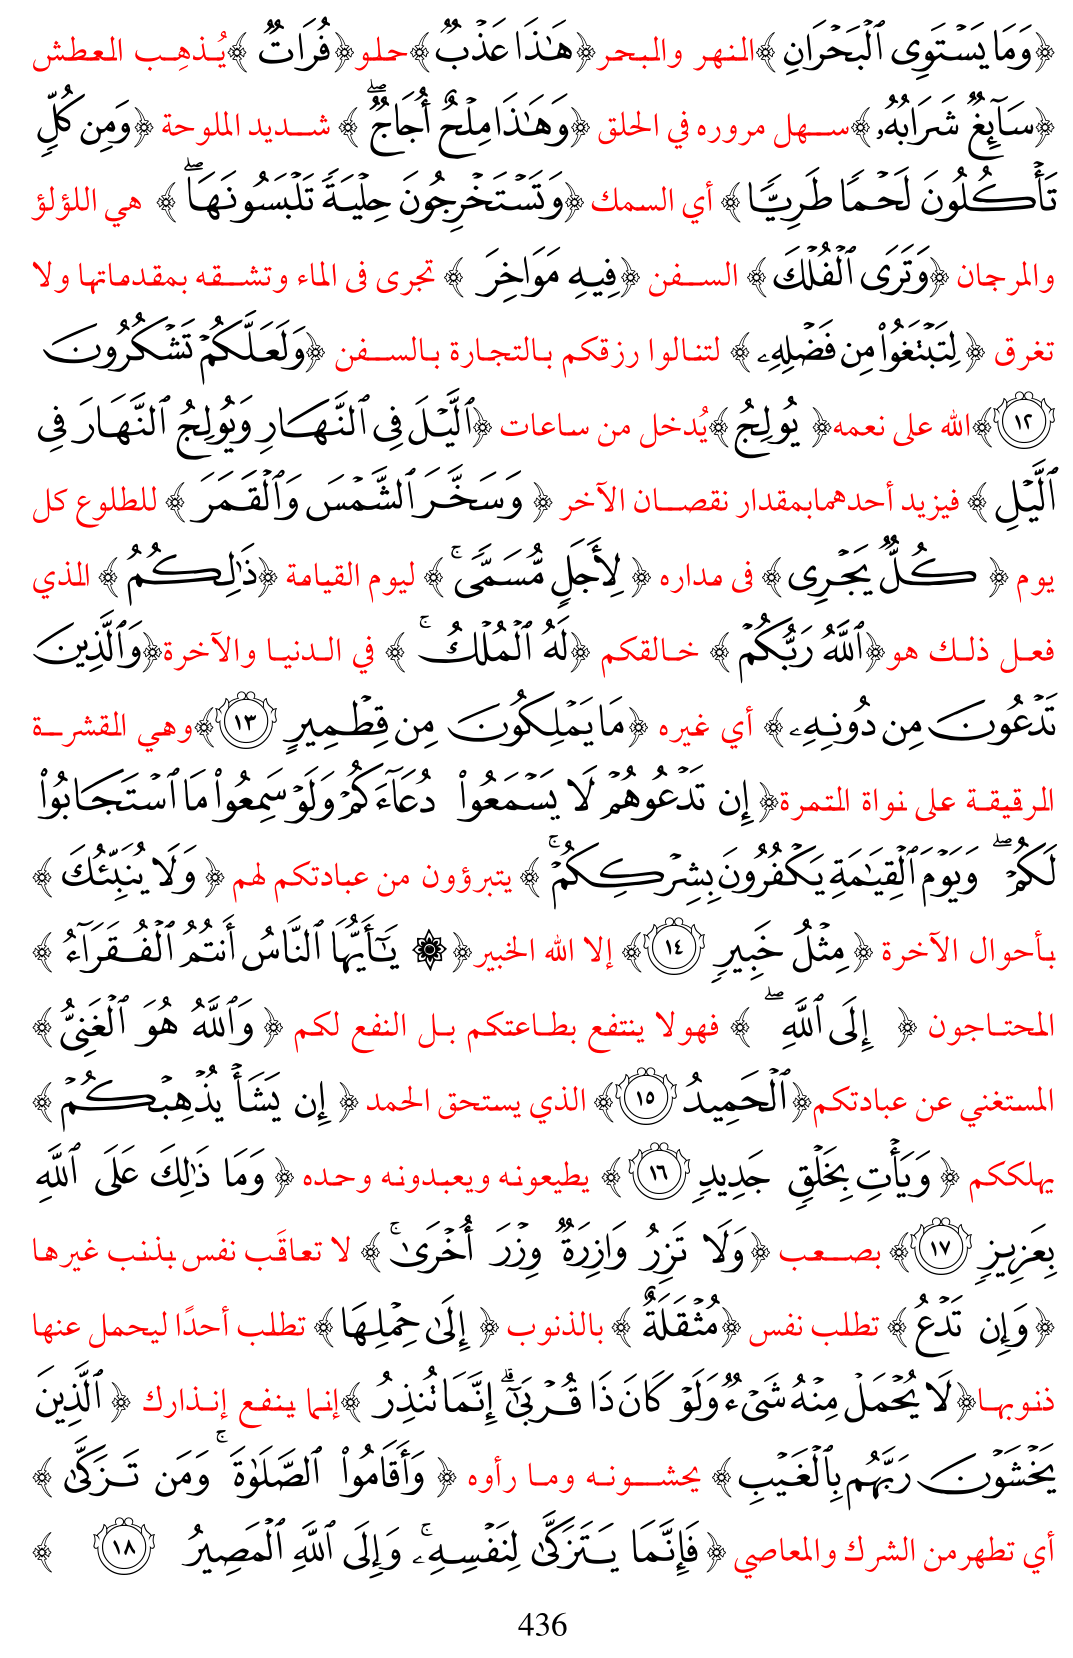 ﴿وَمَا يَسْتَوِى ٱلْبَحْرَانِ ﴾النهر والبحر﴿هَـٰذَا عَذْبٌ﴾حلو﴿فُرَاتٌ ﴾يُذهِب العطش
﴿سَآئِغٌ شَرَابُهُۥ﴾سهل مروره في الحلق ﴿وَهَـٰذَا مِلْحٌ أُجَاجٌ ۖ ﴾ شديد الملوحة ﴿وَمِن كُلٍّ
تَأْكُلُونَ لَحْمًا طَرِيًّا ﴾ أي السمك ﴿وَتَسْتَخْرِجُونَ حِلْيَةً تَلْبَسُونَهَا ۖ ﴾ هي اللؤلؤ
والمرجان ﴿وَتَرَى ٱلْفُلْكَ ﴾ السفن ﴿فِيهِ مَوَاخِرَ ﴾ تجرى فى الماء وتشقه بمقدماتها ولا
تغرق ﴿ لِتَبْتَغُوا۟ مِن فَضْلِهِۦ ﴾ لتنالوا رزقكم بالتجارة بالسفن ﴿وَلَعَلَّكُمْ تَشْكُرُونَ
١٢﴾الله على نعمه﴿ يُولِجُ ﴾يُدخل من ساعات ﴿ٱلَّيْلَ فِى ٱلنَّهَارِ وَيُولِجُ ٱلنَّهَارَ فِى
ٱلَّيْلِ ﴾ فيزيد أحدهمابمقدار نقصان الآخر ﴿ وَسَخَّرَ ٱلشَّمْسَ وَٱلْقَمَرَ ﴾ للطلوع كل
يوم ﴿ كُلٌّ يَجْرِى ﴾ فى مداره ﴿ لِأَجَلٍ مُّسَمًّى ۚ ﴾ ليوم القيامة ﴿ذَٰلِكُمُ ﴾ الذي
فعل ذلك هو﴿ٱللَّهُ رَبُّكُمْ ﴾ خالقكم ﴿لَهُ ٱلْمُلْكُ ۚ ﴾ في الدنيا والآخرة﴿وَٱلَّذِينَ
تَدْعُونَ مِن دُونِهِۦ ﴾ أي غيره ﴿مَا يَمْلِكُونَ مِن قِطْمِيرٍ ١٣﴾وهي القشرة
الرقيقة على نواة التمرة﴿ إِن تَدْعُوهُمْ لَا يَسْمَعُوا۟ دُعَآءَكُمْ وَلَوْ سَمِعُوا۟ مَا ٱسْتَجَابُوا۟
لَكُمْ ۖ وَيَوْمَ ٱلْقِيَـٰمَةِ يَكْفُرُونَ بِشِرْكِكُمْ ۚ ﴾ يتبرؤون من عبادتكم لهم ﴿ وَلَا يُنَبِّئُكَ ﴾
بأحوال الآخرة ﴿ مِثْلُ خَبِيرٍ ١٤﴾ إلا الله الخبير﴿ ۞ يَـٰٓأَيُّهَا ٱلنَّاسُ أَنتُمُ ٱلْفُقَرَآءُ ﴾
المحتاجون ﴿ إِلَى ٱللَّهِ ۖ ﴾ فهولا ينتفع بطاعتكم بل النفع لكم ﴿ وَٱللَّهُ هُوَ ٱلْغَنِىُّ ﴾
المستغني عن عبادتكم﴿ٱلْحَمِيدُ ١٥﴾ الذي يستحق الحمد ﴿ إِن يَشَأْ يُذْهِبْكُمْ ﴾
يهلككم ﴿ وَيَأْتِ بِخَلْقٍ جَدِيدٍ ١٦ ﴾ يطيعونه ويعبدونه وحده ﴿ وَمَا ذَٰلِكَ عَلَى ٱللَّهِ
بِعَزِيزٍ ١٧﴾ بصعب ﴿وَلَا تَزِرُ وَازِرَةٌ وِزْرَ أُخْرَىٰ ۚ ﴾ لا تعاقَب نفس بذنب غيرها
﴿ وَإِن تَدْعُ ﴾ تطلب نفس ﴿مُثْقَلَةٌ ﴾ بالذنوب ﴿ إِلَىٰ حِمْلِهَا ﴾ تطلب أحدًا ليحمل عنها
ذنوبها﴿لَا يُحْمَلْ مِنْهُ شَىْءٌ وَلَوْ كَانَ ذَا قُرْبَىٰٓ ۗ إِنَّمَا تُنذِرُ ﴾إنما ينفع إنذارك ﴿ ٱلَّذِينَ
يَخْشَوْنَ رَبَّهُم بِٱلْغَيْبِ ﴾ يخشونه وما رأوه ﴿ وَأَقَامُوا۟ ٱلصَّلَوٰةَ ۚ وَمَن تَزَكَّىٰ ﴾
أي تطهرمن الشرك والمعاصي ﴿ فَإِنَّمَا يَتَزَكَّىٰ لِنَفْسِهِۦ ۚ وَإِلَى ٱللَّهِ ٱلْمَصِيرُ ١٨ ﴾
436